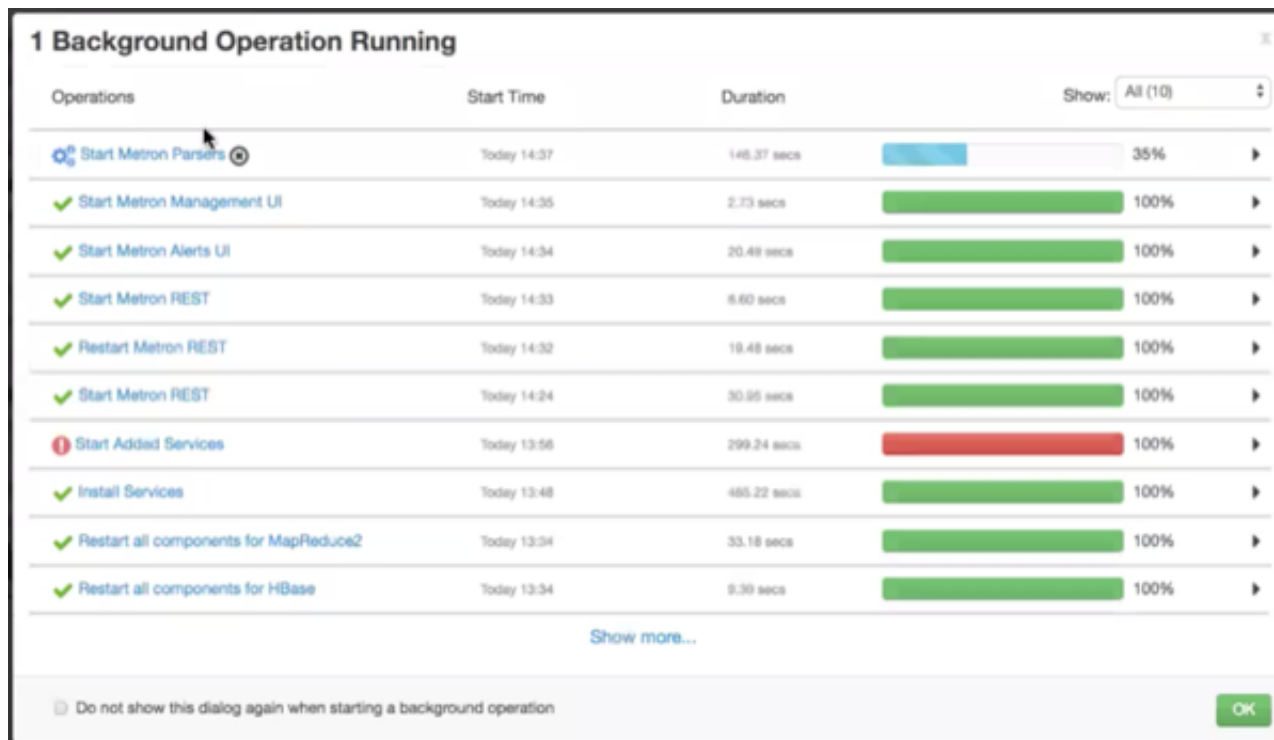 1 Background Operation Running
x
Operations Start Time Duration Show: All (10)
Start Metron Parsers Today 14:37 146.37 secs 35%
Start Metron Management UI Today 14:35 2.73 secs 100%
Start Metron Alerts UI Today 14:34 20.49 secs 100%
Start Metron REST Today 14:33 8.60 secs 100%
Restart Metron REST Today 14:32 19.48 secs 100%
Start Metron REST Today 14:24 30.95 secs 100%
Start Added Services Today 13:56 299.24 secs 100%
Install Services Today 13:48 465.22 secs 100%
Restart all components for MapReduce2 Today 13:34 33.18 secs 100%
Restart all components for HBase Today 13:34 9.39 secs 100%
Show more...
Do not show this dialog again when starting a background operation
OK